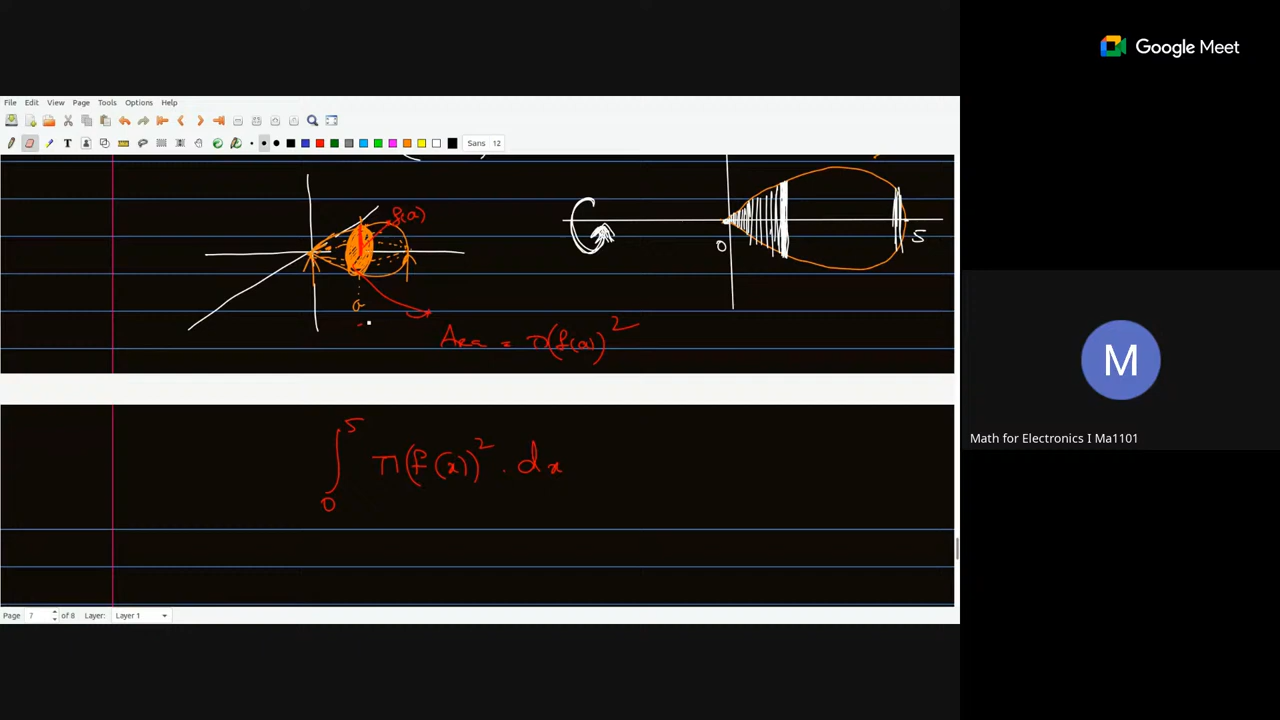 Google Meet
File Edit View Page Tools Options Help
Sans 12
f(a)
0 5
a
Area = π(f(a))²
∫₀⁵ π(f(x))² . dx
M
Math for Electronics I Ma1101
Page 7 of 8 Layer: Layer 1